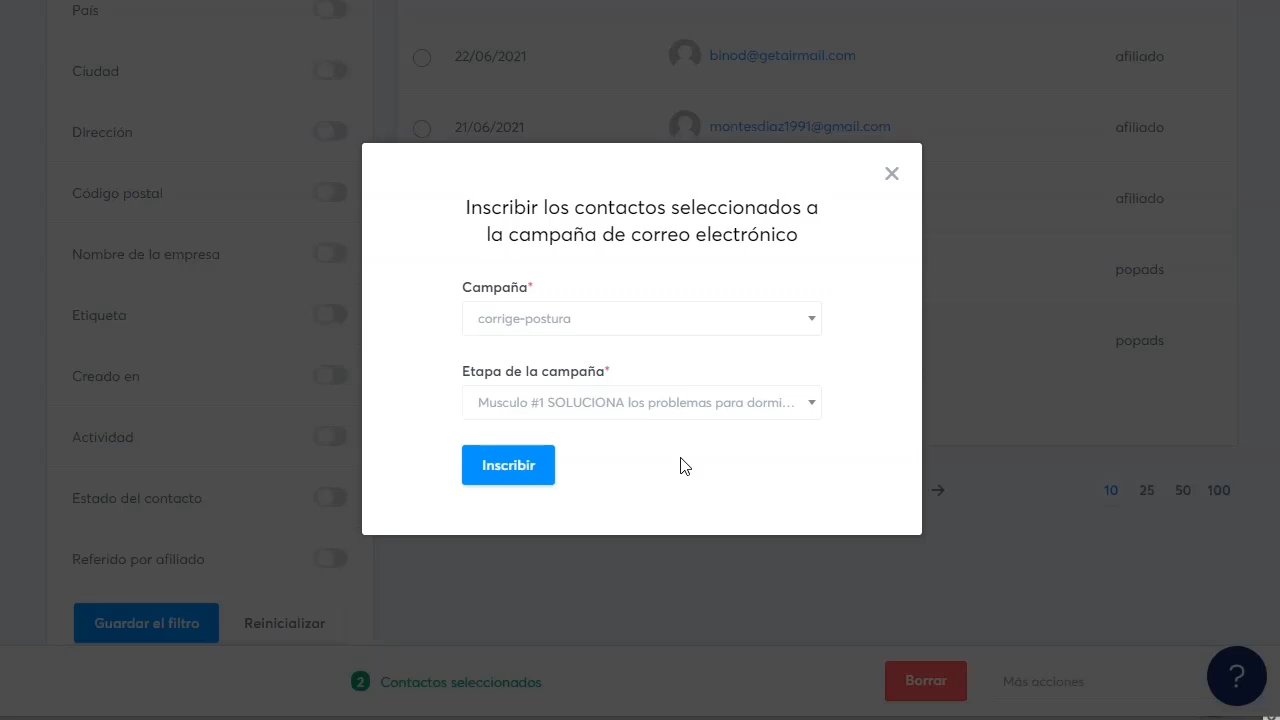 País
22/06/2021 binod@getairmail.com afiliado
Ciudad
21/06/2021 montesdiaz1991@gmail.com afiliado
Dirección
Código postal
afiliado
Inscribir los contactos seleccionados a
la campaña de correo electrónico
Nombre de la empresa
popads
Campaña*
corrige-postura
Etiqueta
popads
Etapa de la campaña*
Creado en
Musculo #1 SOLUCIONA los problemas para dormi...
Actividad
Inscribir
Estado del contacto
10 25 50 100
Referido por afiliado
Guardar el filtro Reinicializar
2 Contactos seleccionados Borrar Más acciones
?